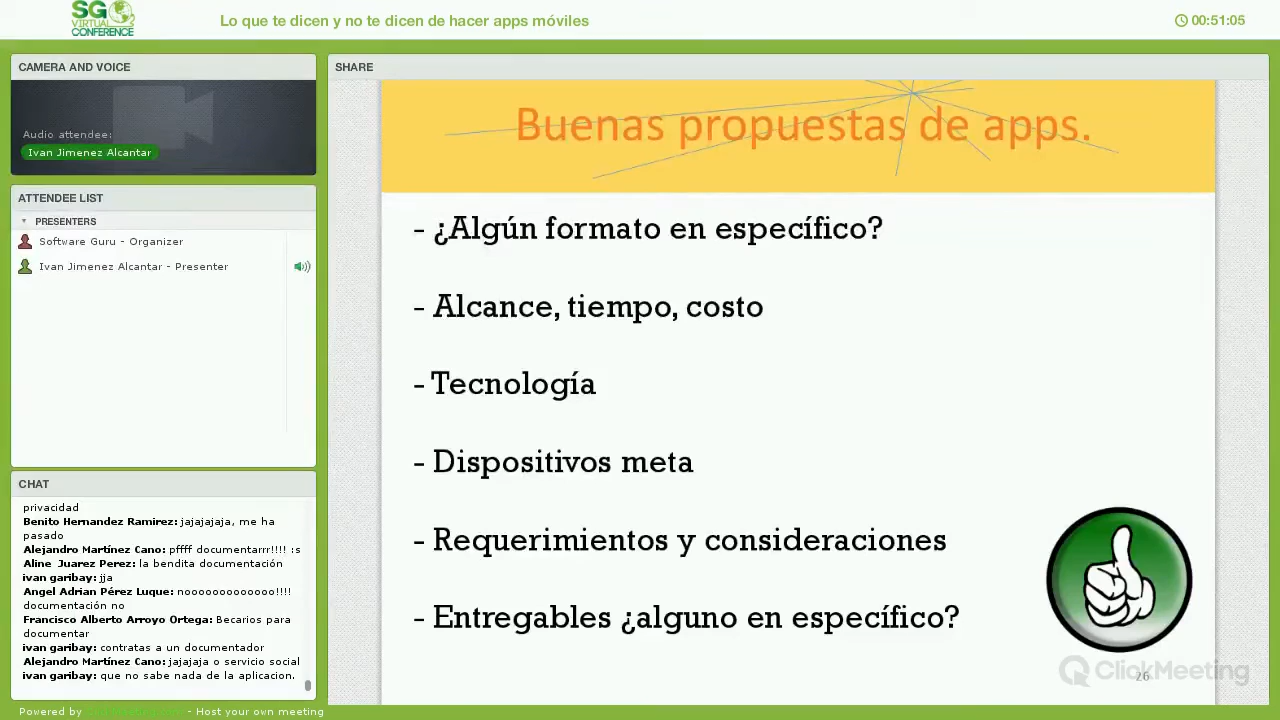 SG
VIRTUAL
CONFERENCE
Lo que te dicen y no te dicen de hacer apps móviles
00:51:05
CAMERA AND VOICE
Audio attendee:
Ivan Jimenez Alcantar
ATTENDEE LIST
PRESENTERS
Software Guru - Organizer
Ivan Jimenez Alcantar - Presenter
CHAT
privacidad
Benito Hernandez Ramirez: jajajajaja, me ha
pasado
Alejandro Martínez Cano: pffff documentarrr!!!! :s
Aline Juarez Perez: la bendita documentación
ivan garibay: jja
Angel Adrian Pérez Luque: nooooooooooooo!!!!
documentación no
Francisco Alberto Arroyo Ortega: Becarios para
documentar
ivan garibay: contratas a un documentador
Alejandro Martínez Cano: jajajaja o servicio social
ivan garibay: que no sabe nada de la aplicacion.
Powered by - Host your own meeting
SHARE
Buenas propuestas de apps.
- ¿Algún formato en específico?
- Alcance, tiempo, costo
- Tecnología
- Dispositivos meta
- Requerimientos y consideraciones
- Entregables ¿alguno en específico?
ClickMeeting
26